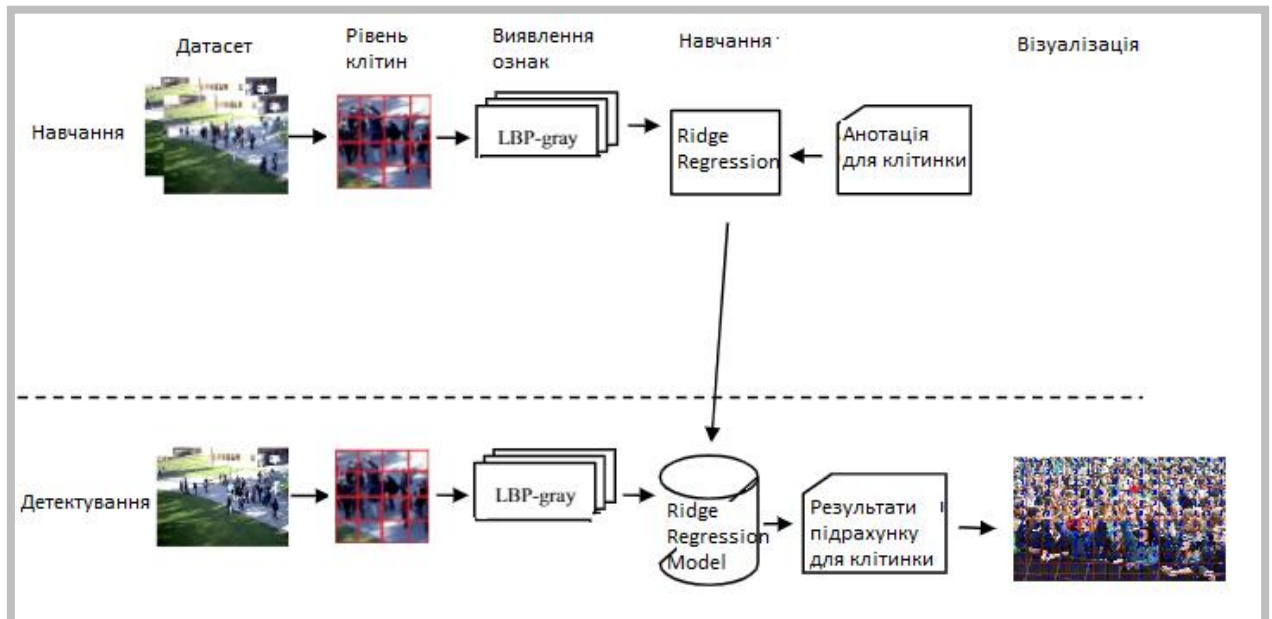 Датасет
Рівень
клітин
Виявлення
ознак
Навчання
Візуалізація
Навчання
LBP-gray
Ridge
Regression
Анотація
для клітинки
Детектування
LBP-gray
Ridge
Regression
Model
Результати
підрахунку
для клітинки